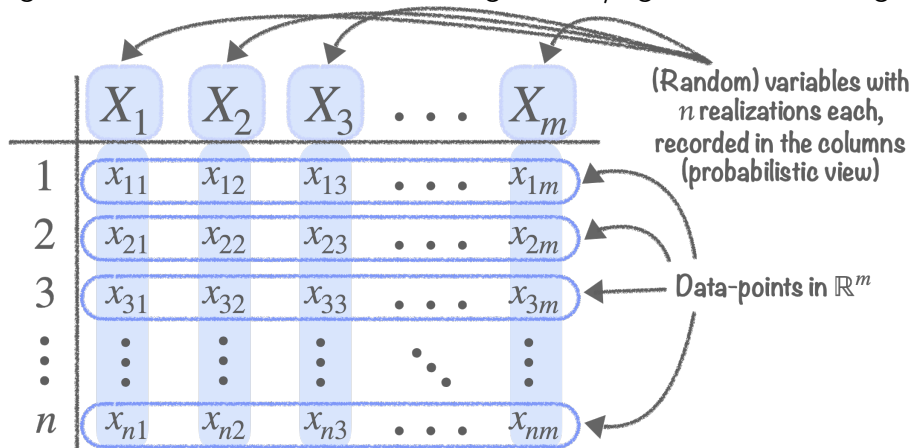 X₁ X₂ X₃ . . . Xₘ
(Random) variables with
n realizations each,
recorded in the columns
(probabilistic view)
1 x₁₁ x₁₂ x₁₃ . . . x₁ₘ
2 x₂₁ x₂₂ x₂₃ . . . x₂ₘ
3 x₃₁ x₃₂ x₃₃ . . . x₃ₘ
Data-points in ℝᵐ
⋮ ⋮ ⋮ ⋮ ⋱ ⋮
n xₙ₁ xₙ₂ xₙ₃ . . . xₙₘ